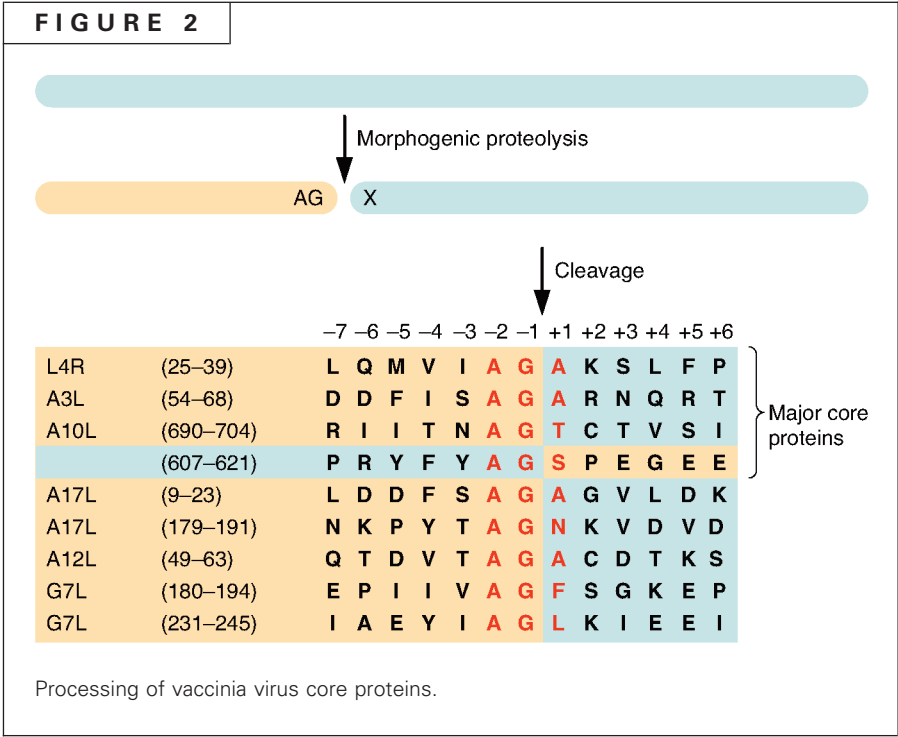 FIGURE 2
Morphogenic proteolysis
AG X
Cleavage
–7 –6 –5 –4 –3 –2 –1 +1 +2 +3 +4 +5 +6
L4R (25–39) L Q M V I A G A K S L F P
A3L (54–68) D D F I S A G A R N Q R T
A10L (690–704) R I I T N A G T C T V S I
(607–621) P R Y F Y A G S P E G E E
Major core
proteins
A17L (9–23) L D D F S A G A G V L D K
A17L (179–191) N K P Y T A G N K V D V D
A12L (49–63) Q T D V T A G A C D T K S
G7L (180–194) E P I I V A G F S G K E P
G7L (231–245) I A E Y I A G L K I E E I
Processing of vaccinia virus core proteins.